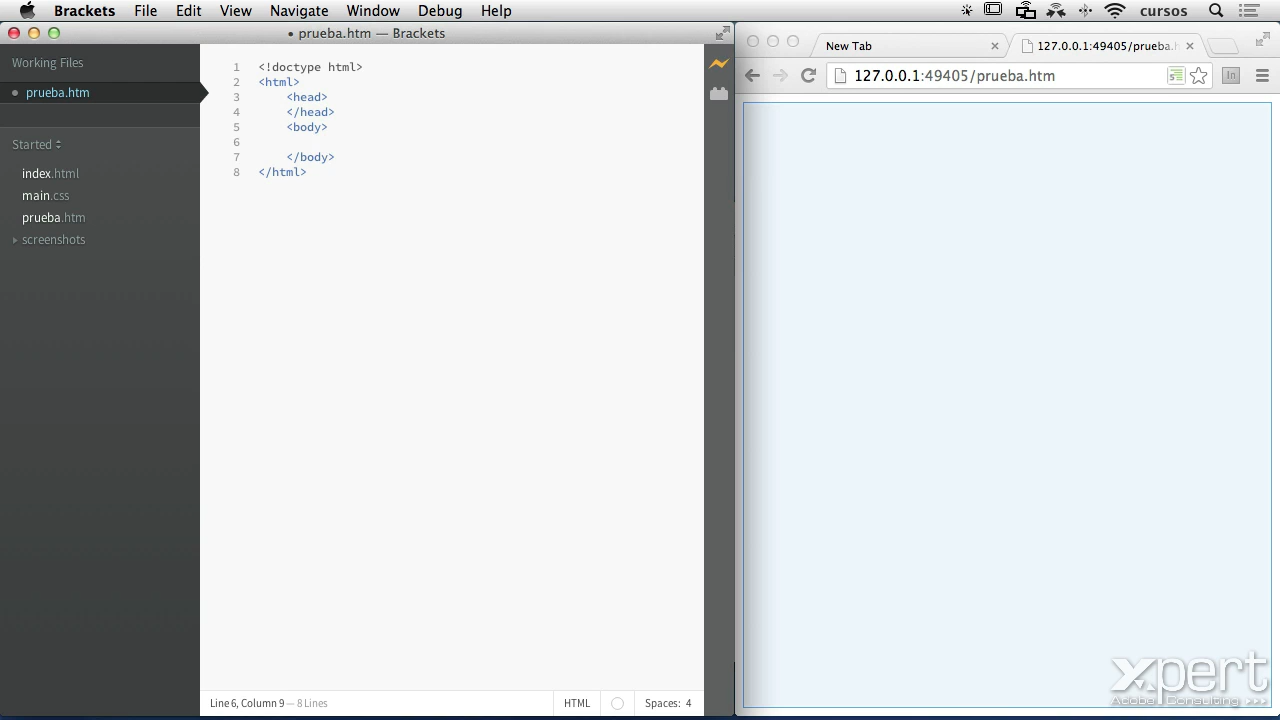 Brackets File Edit View Navigate Window Debug Help cursos
• prueba.htm — Brackets
Working Files
prueba.htm
Started
index.html
main.css
prueba.htm
screenshots
1 <!doctype html>
2 <html>
3 <head>
4 </head>
5 <body>
6
7 </body>
8 </html>
Line 6, Column 9 — 8 Lines
HTML
Spaces: 4
New Tab
127.0.0.1:49405/prueba.h
127.0.0.1:49405/prueba.htm
In
xpert
Adobe Consulting >>>